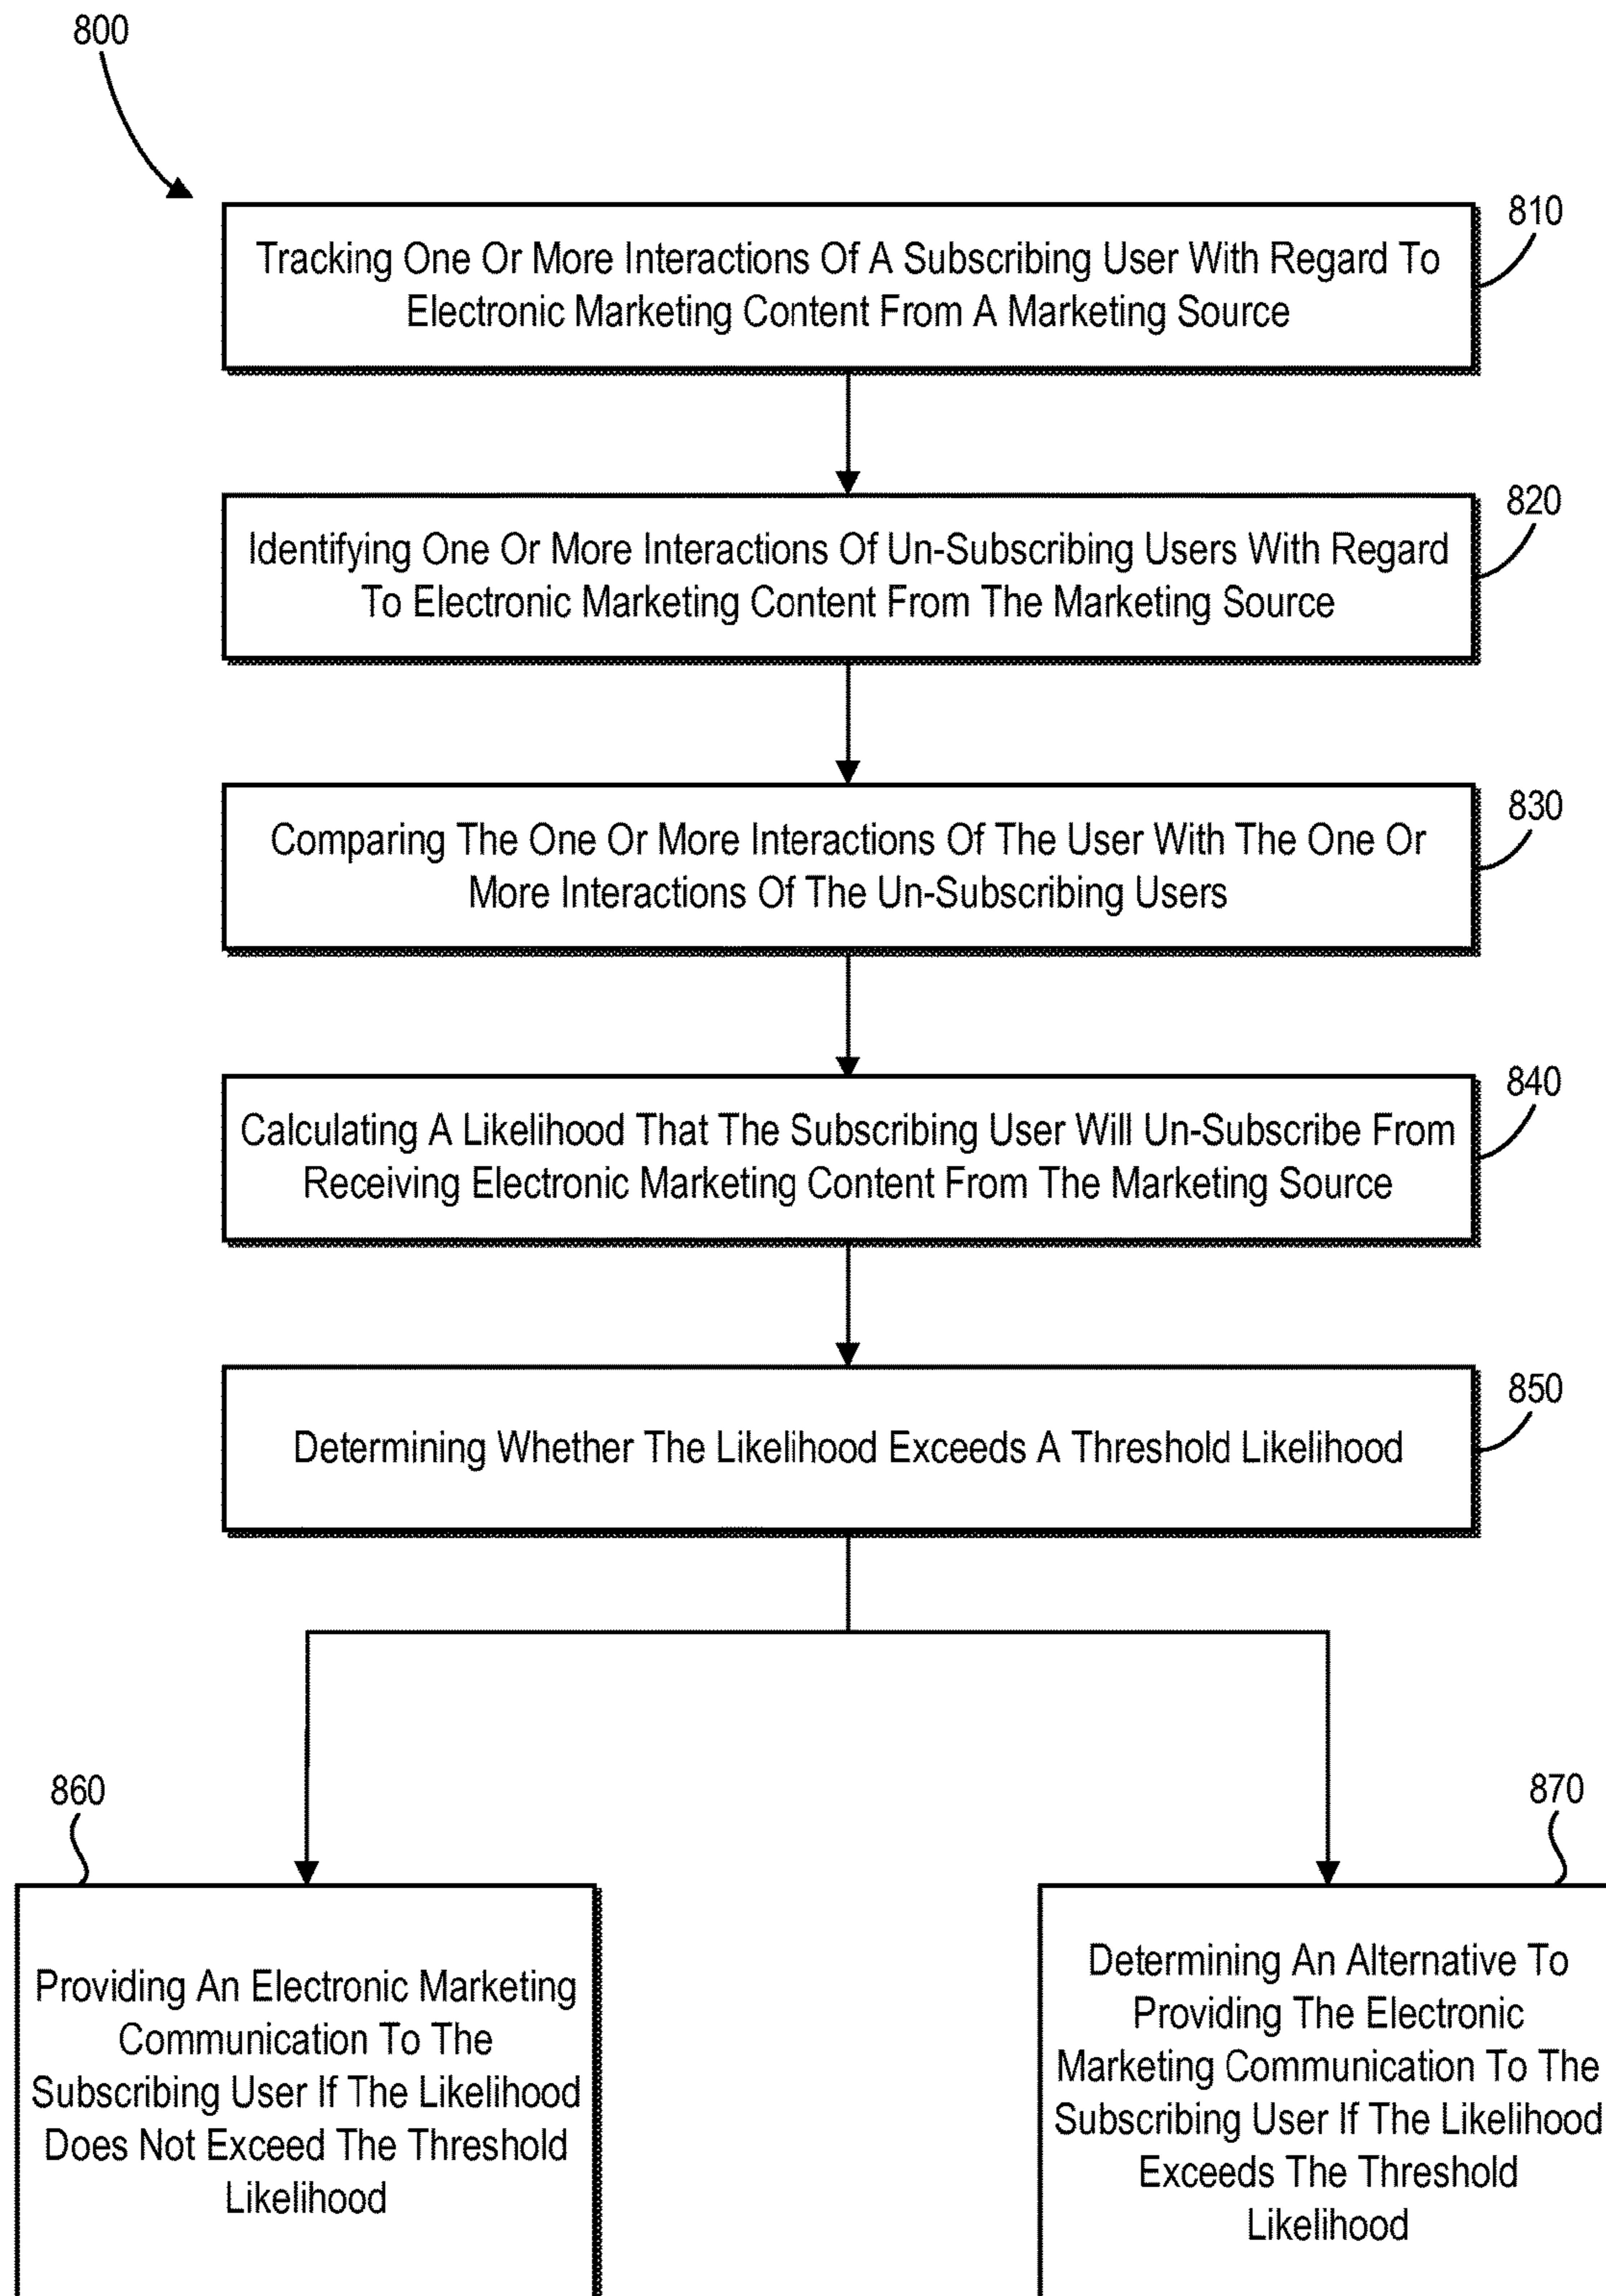 800
810
Tracking One Or More Interactions Of A Subscribing User With Regard To
Electronic Marketing Content From A Marketing Source
820
Identifying One Or More Interactions Of Un-Subscribing Users With Regard
To Electronic Marketing Content From The Marketing Source
830
Comparing The One Or More Interactions Of The User With The One Or
More Interactions Of The Un-Subscribing Users
840
Calculating A Likelihood That The Subscribing User Will Un-Subscribe From
Receiving Electronic Marketing Content From The Marketing Source
850
Determining Whether The Likelihood Exceeds A Threshold Likelihood
860
Providing An Electronic Marketing
Communication To The
Subscribing User If The Likelihood
Does Not Exceed The Threshold
Likelihood
870
Determining An Alternative To
Providing The Electronic
Marketing Communication To The
Subscribing User If The Likelihood
Exceeds The Threshold
Likelihood